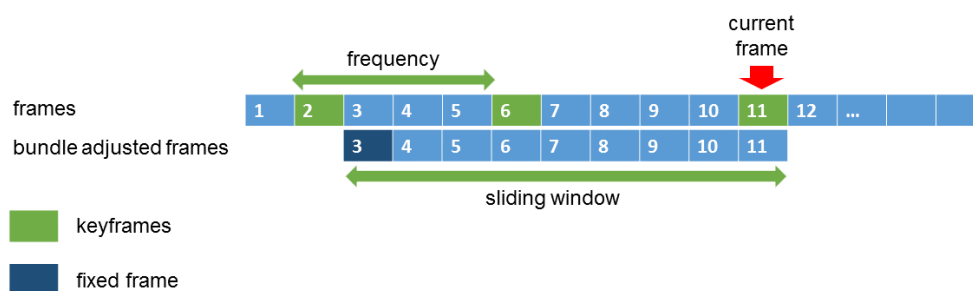 current
frame
frequency
frames 1 2 3 4 5 6 7 8 9 10 11 12 ...
bundle adjusted frames 3 4 5 6 7 8 9 10 11
sliding window
keyframes
fixed frame